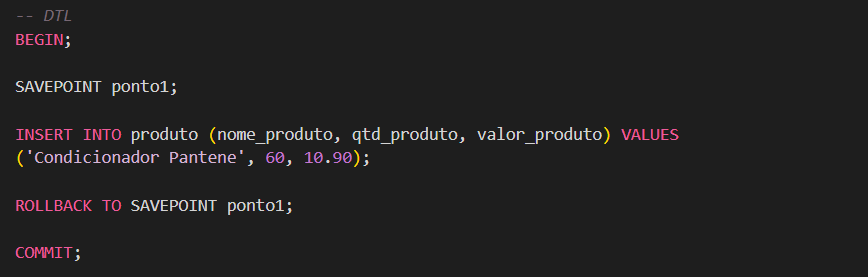 -- DTL
BEGIN;
SAVEPOINT ponto1;
INSERT INTO produto (nome_produto, qtd_produto, valor_produto) VALUES
('Condicionador Pantene', 60, 10.90);
ROLLBACK TO SAVEPOINT ponto1;
COMMIT;